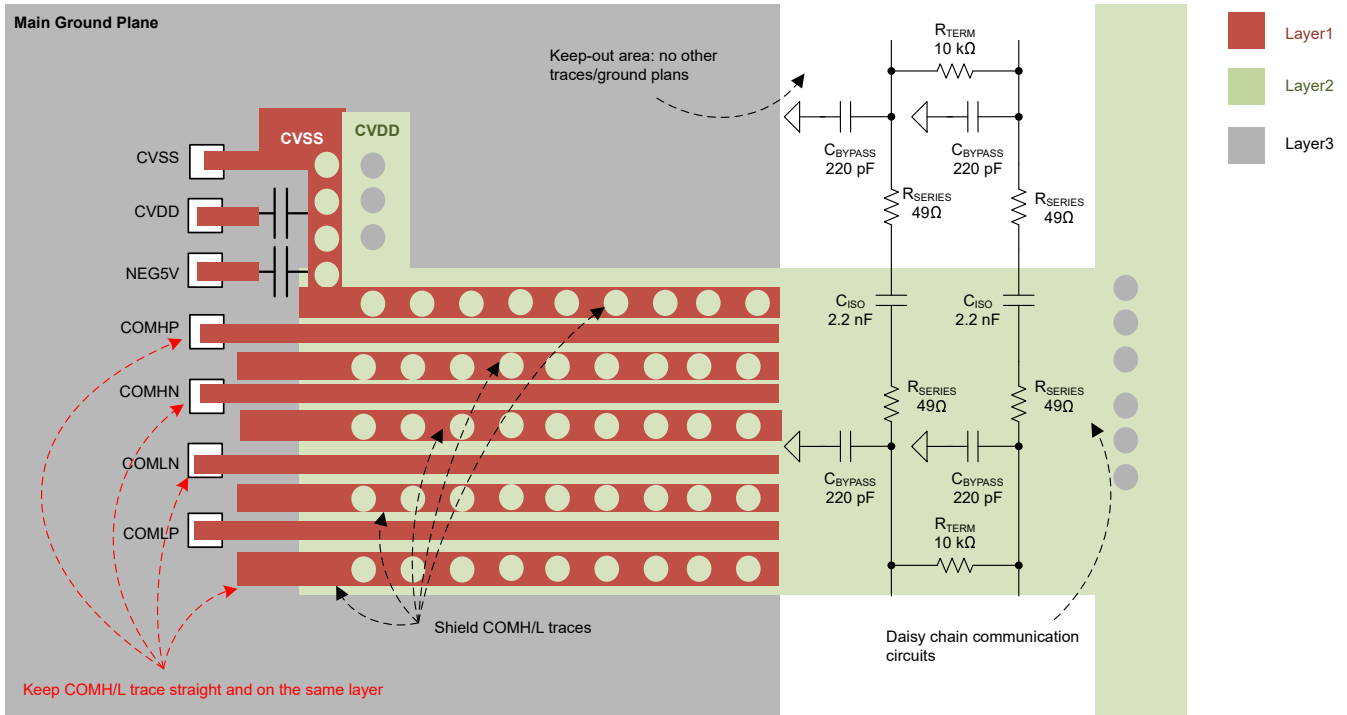 Main Ground Plane
CVSS
CVDD
CVSS
CVDD
NEG5V
COMHP
COMHN
COMLN
COMLP
Shield COMH/L traces
Keep COMH/L trace straight and on the same layer
Keep-out area: no other
traces/ground plans
RTERM
10 kΩ
CBYPASS
220 pF
CBYPASS
220 pF
RSERIES
49Ω
RSERIES
49Ω
CISO
2.2 nF
CISO
2.2 nF
RSERIES
49Ω
RSERIES
49Ω
CBYPASS
220 pF
CBYPASS
220 pF
RTERM
10 kΩ
Daisy chain communication
circuits
Layer1
Layer2
Layer3